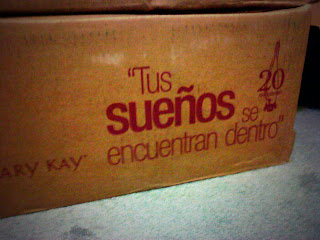 "Tus
sueños se
encuentran dentro"
20
ARY KAY